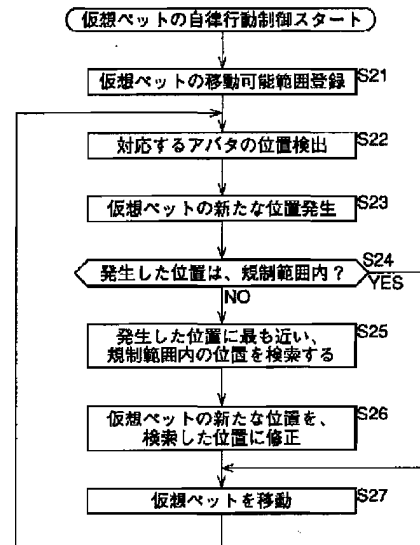 仮想ペットの自律行動制御スタート
仮想ペットの移動可能範囲登録 S21
対応するアバタの位置検出 S22
仮想ペットの新たな位置発生 S23
発生した位置は、規制範囲内？ S24
YES
NO
発生した位置に最も近い、 S25
規制範囲内の位置を検索する
仮想ペットの新たな位置を、 S26
検索した位置に修正
仮想ペットを移動 S27